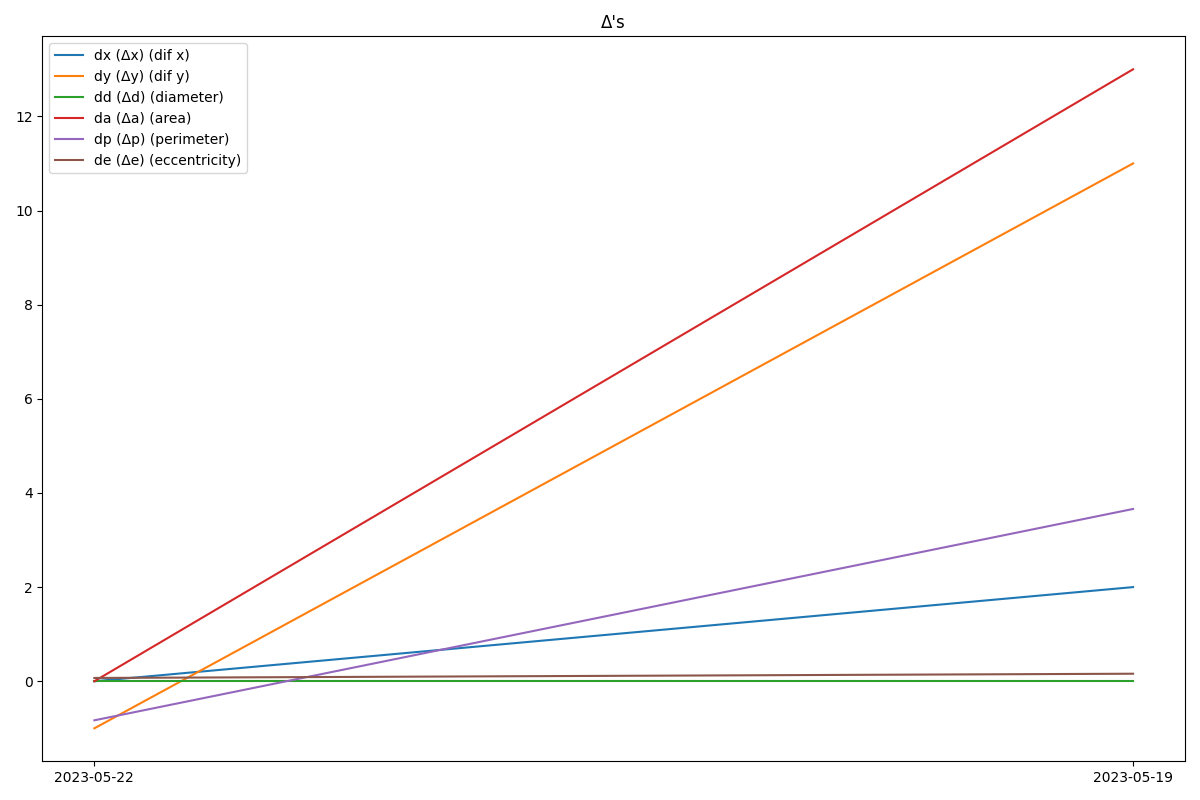 Δ's
dx (Δx) (dif x)
dy (Δy) (dif y)
dd (Δd) (diameter)
da (Δa) (area)
dp (Δp) (perimeter)
de (Δe) (eccentricity)
12
10
8
6
4
2
0
2023-05-22 2023-05-19